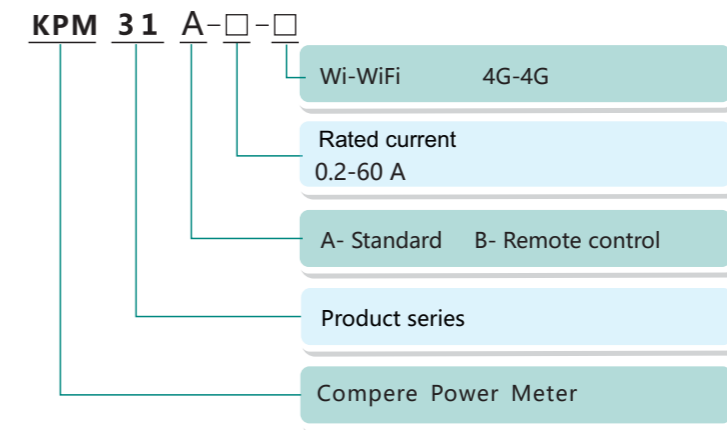 KPM 31 A-□-□
Wi-WiFi 4G-4G
Rated current
0.2-60 A
A- Standard B- Remote control
Product series
Compere Power Meter